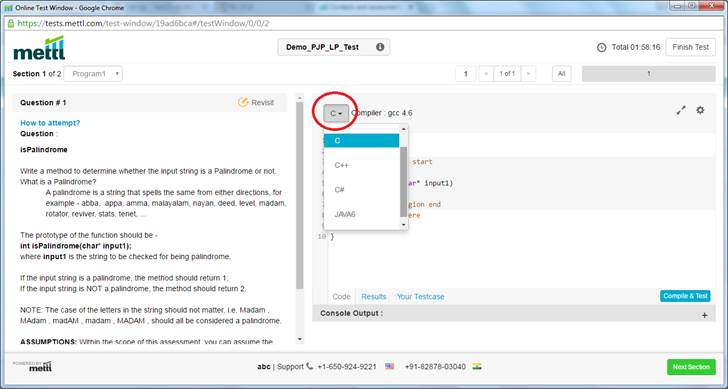 Online Test Window - Google Chrome
https://tests.mettl.com/test-window/19ad6bca#/testWindow/0/0/2
mettl
Demo_PJP_LP_Test
Total 01:58:16
Finish Test
Section 1 of 2
Program1
1
1 of 1
All
1
Question # 1
Revisit
How to attempt?
Question :
isPalindrome
Write a method to determine whether the input string is a Palindrome or not.
What is a Palindrome?
A palindrome is a string that spells the same from either directions, for
example - abba, appa, amma, malayalam, nayan, deed, level, madam,
rotator, reviver, stats, tenet, ...
The prototype of the function should be -
int isPalindrome(char* input1);
where input1 is the string to be checked for being palindrome.
If the input string is a palindrome, the method should return 1;
If the input string is NOT a palindrome, the method should return 2.
NOTE: The case of the letters in the string should not matter, i.e. Madam ,
MAdam , madAM , madam , MADAM , should all be considered a palindrome.
ASSUMPTIONS: Within the scope of this assessment, you can assume the
C
Compiler : gcc 4.6
C
C++
C#
JAVA6
start
ar* input1)
gion end
ere
10 }
Code
Results
Your Testcase
Compile & Test
Console Output :
+
POWERED BY
mettl
abc | Support
+1-650-924-9221
+91-82878-03040
Next Section